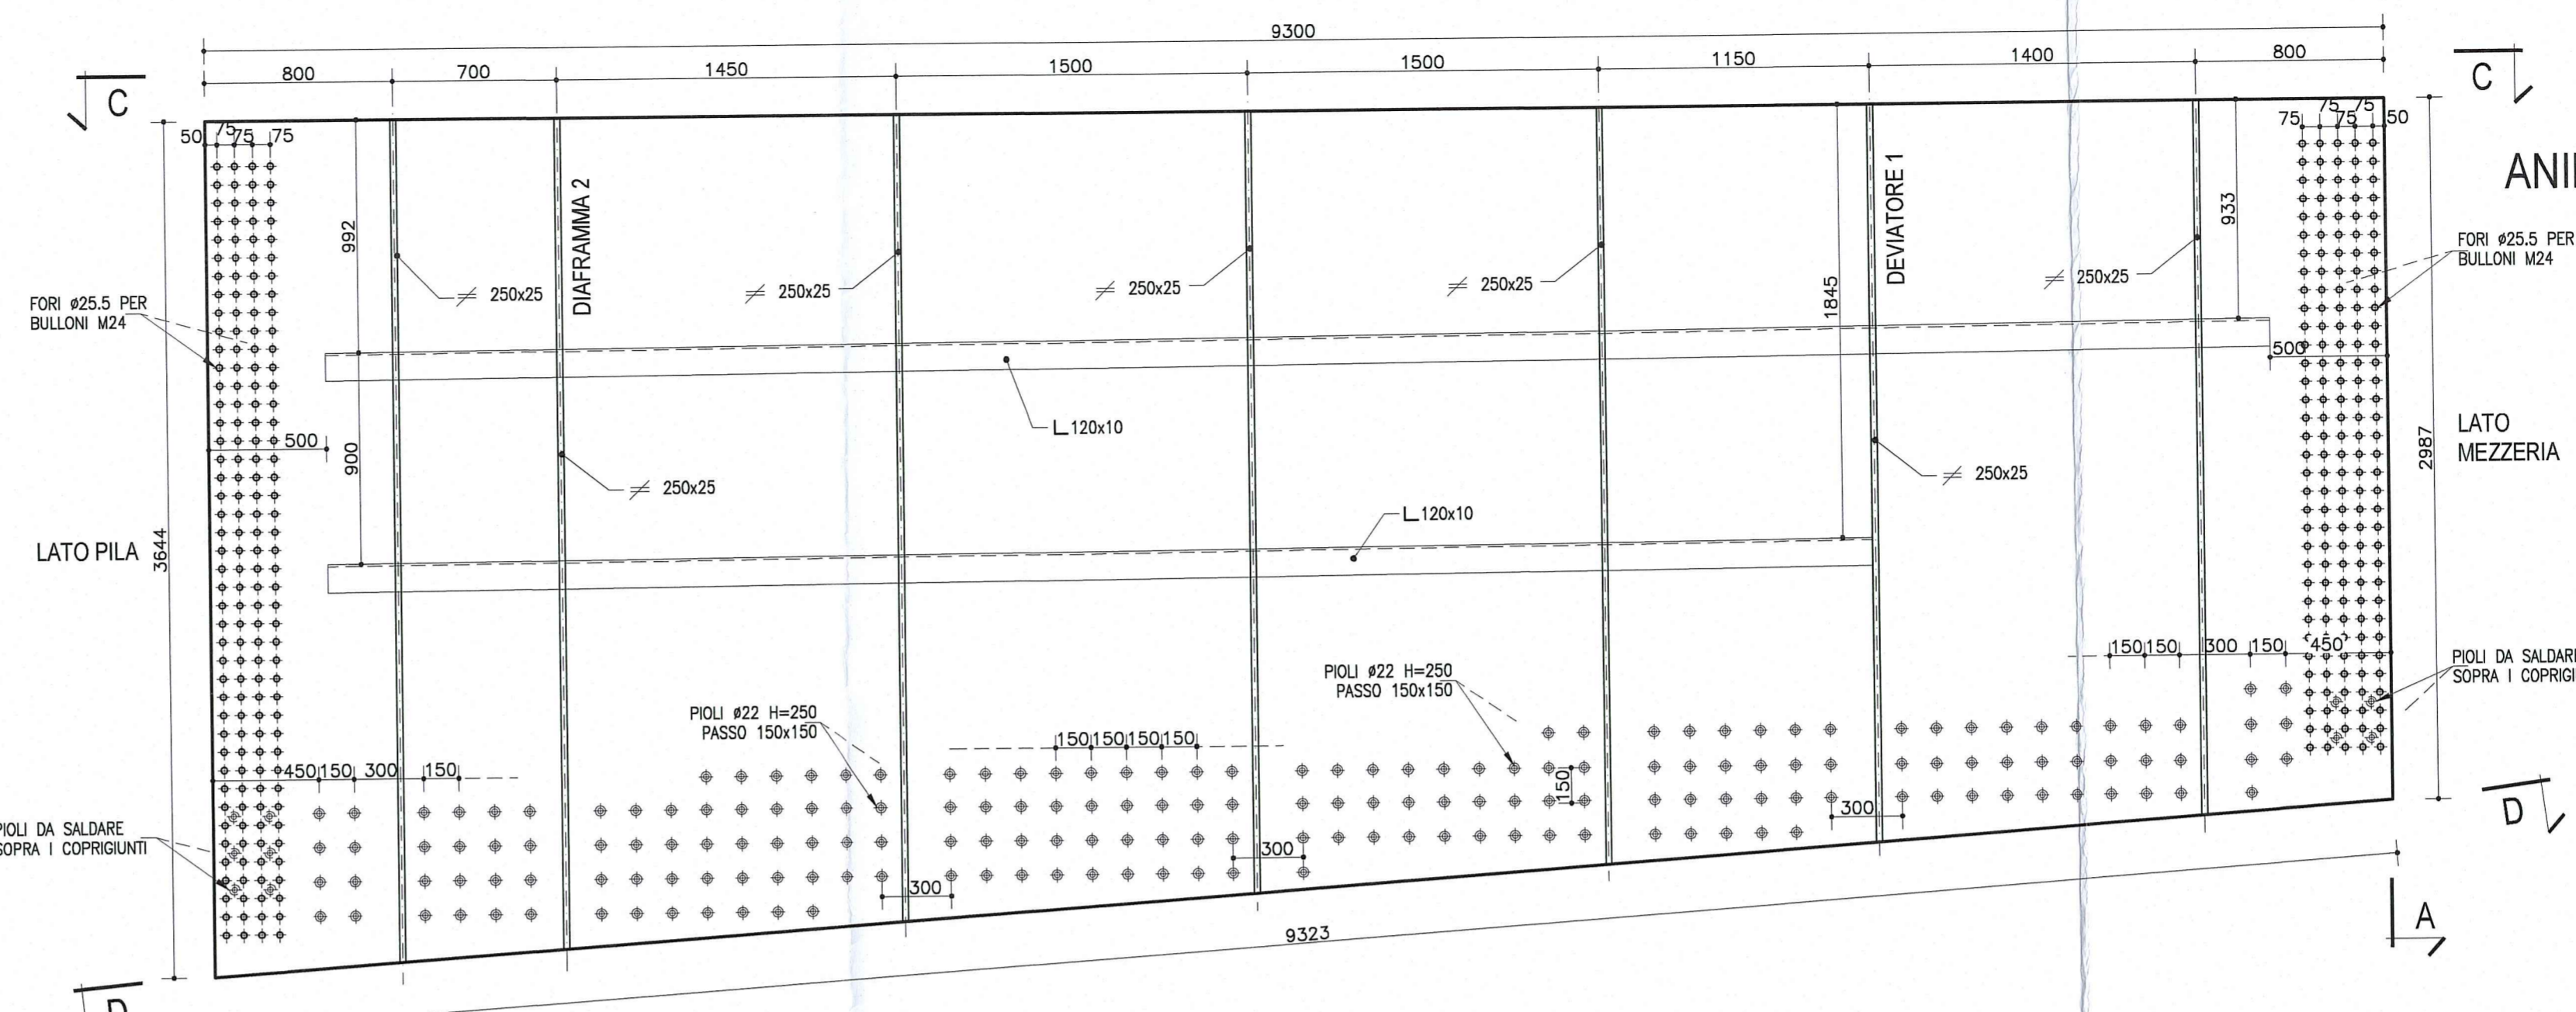 9300
800 700 1450 1500 1500 1150 1400 800
C
C
50 75 75 75
75 75 75 75 50
ANI
992
DIAFRAMMA 2
DEVIATORE 1
933
FORI ø25.5 PER
BULLONI M24
250x25
250x25
250x25
250x25
250x25
FORI ø25.5 PER
BULLONI M24
1845
500
500
900
L120x10
250x25
L120x10
250x25
LATO
MEZZERIA
2987
LATO PILA
3644
PIOLI ø22 H=250
PASSO 150x150
PIOLI ø22 H=250
PASSO 150x150
150 150 300 150 450
PIOLI DA SALDARE
SOPRA I COPRIGI
150 150 150 150
450 150 300 150
150
300
300
300
PIOLI DA SALDARE
SOPRA I COPRIGIUNTI
D
9323
A
D